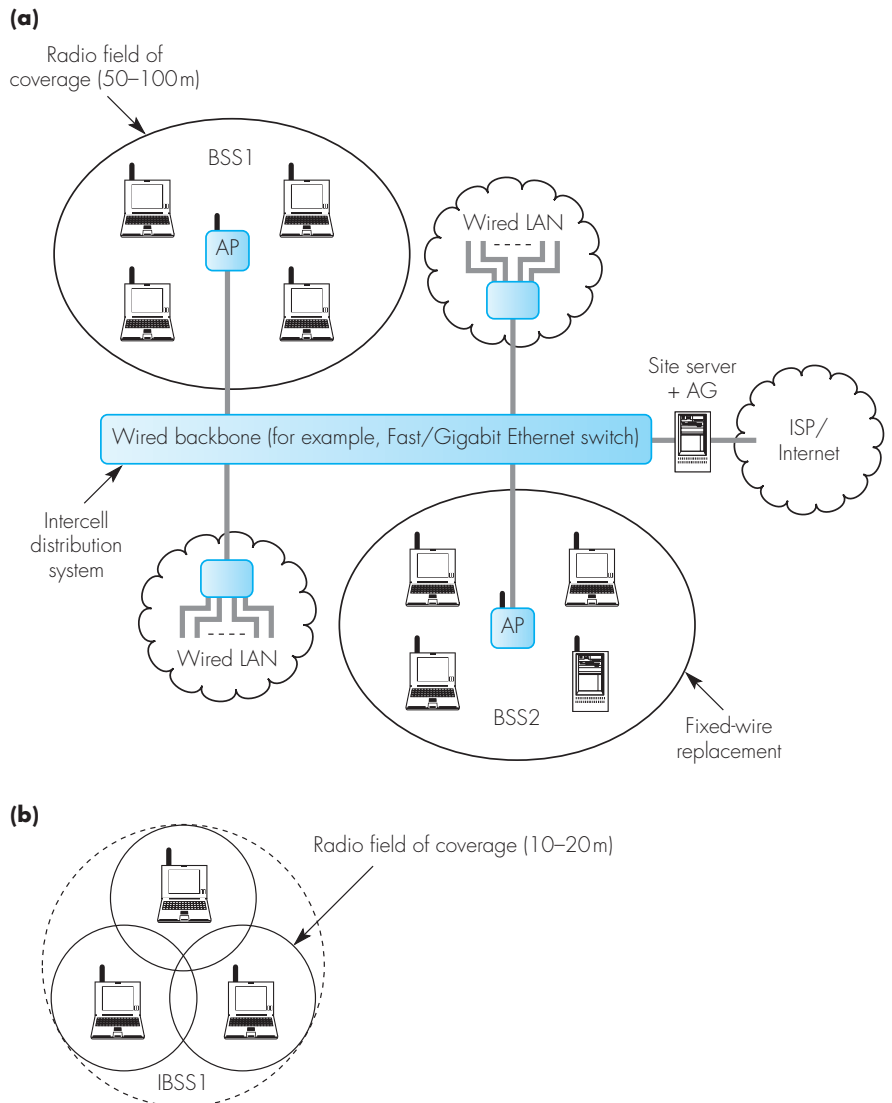 (a)
Radio field of
coverage (50–100 m)
BSS1
AP
Wired LAN
Site server
+ AG
ISP/
Internet
Wired backbone (for example, Fast/Gigabit Ethernet switch)
Intercell
distribution
system
Wired LAN
AP
BSS2
Fixed-wire
replacement
(b)
Radio field of coverage (10–20 m)
IBSS1